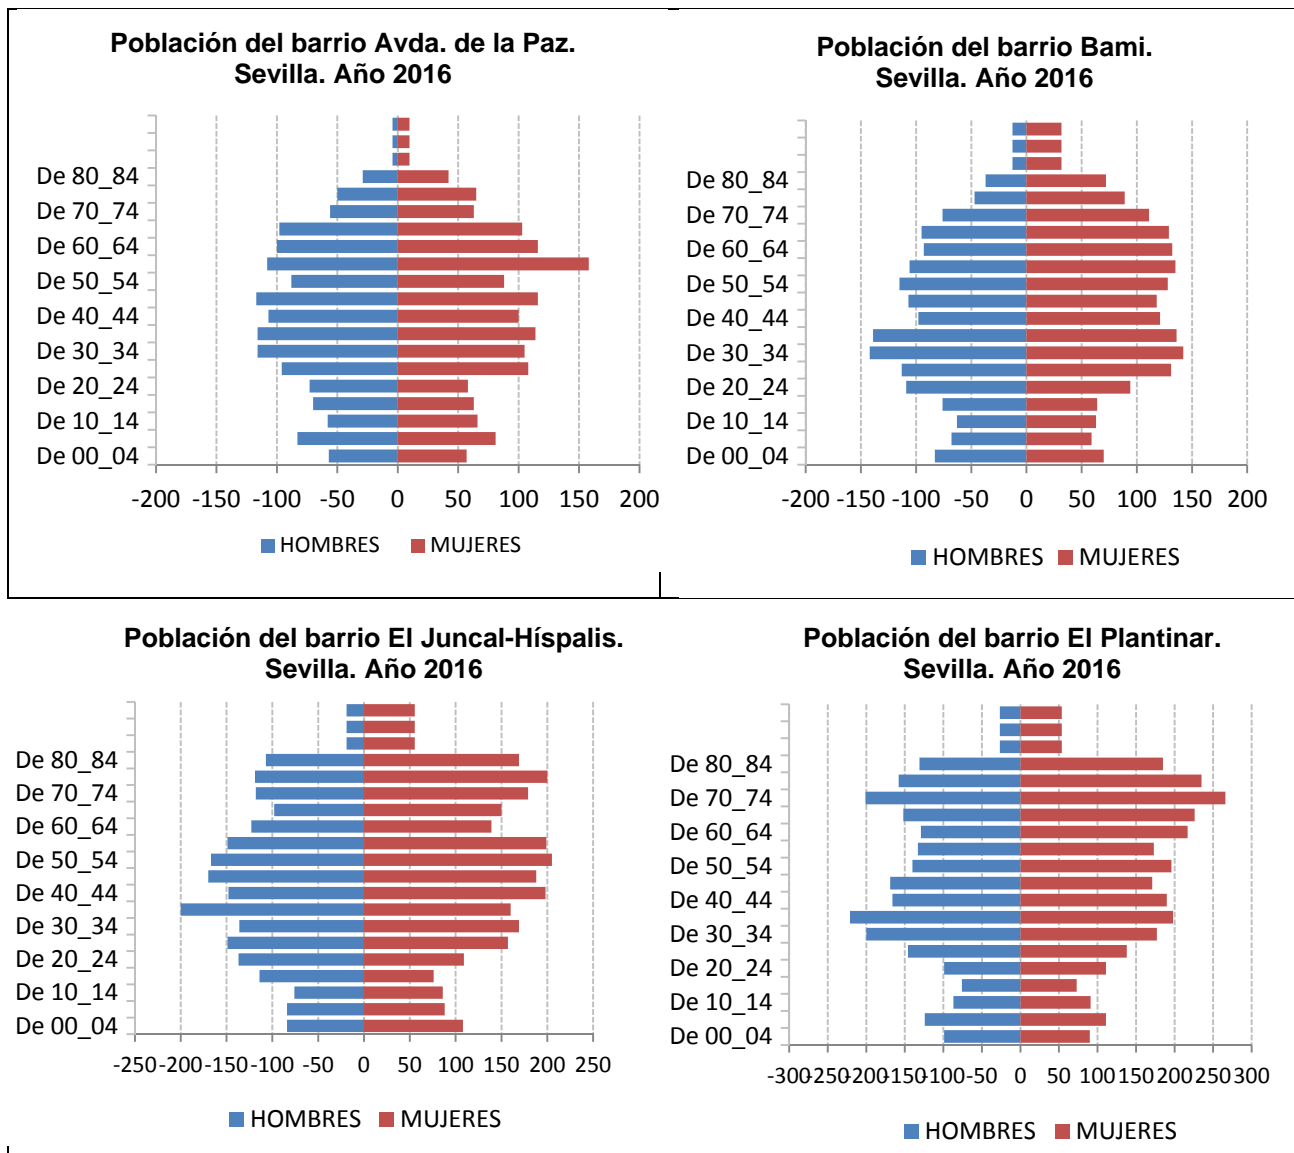 Población del barrio Avda. de la Paz.
Sevilla. Año 2016
De 80_84
De 70_74
De 60_64
De 50_54
De 40_44
De 30_34
De 20_24
De 10_14
De 00_04
-200 -150 -100 -50 0 50 100 150 200
HOMBRES MUJERES
Población del barrio Bami.
Sevilla. Año 2016
De 80_84
De 70_74
De 60_64
De 50_54
De 40_44
De 30_34
De 20_24
De 10_14
De 00_04
-200 -150 -100 -50 0 50 100 150 200
HOMBRES MUJERES
Población del barrio El Juncal-Híspalis.
Sevilla. Año 2016
De 80_84
De 70_74
De 60_64
De 50_54
De 40_44
De 30_34
De 20_24
De 10_14
De 00_04
-250 -200 -150 -100 -50 0 50 100 150 200 250
HOMBRES MUJERES
Población del barrio El Plantinar.
Sevilla. Año 2016
De 80_84
De 70_74
De 60_64
De 50_54
De 40_44
De 30_34
De 20_24
De 10_14
De 00_04
-300 -250 -200 -150 -100 -50 0 50 100 150 200 250 300
HOMBRES MUJERES